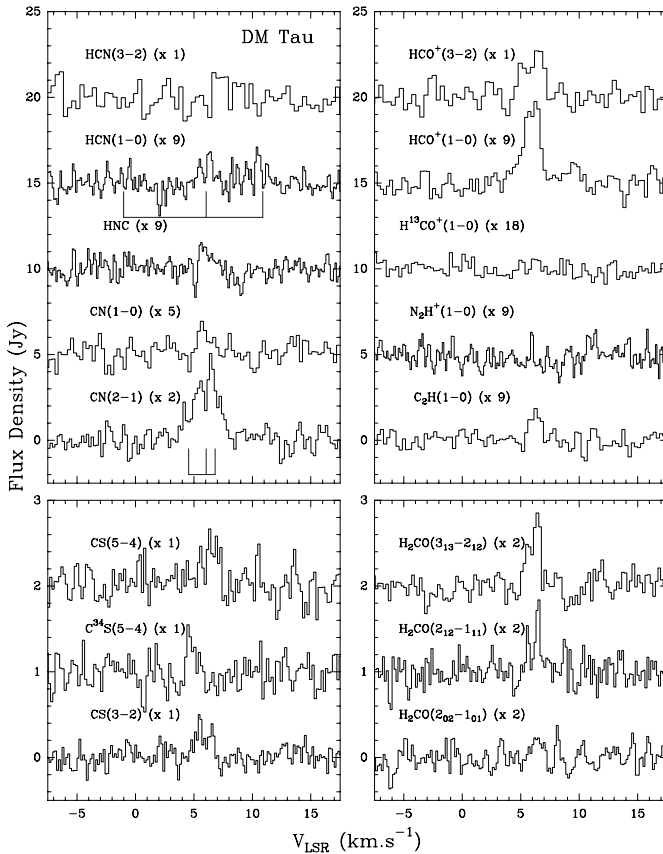 DM Tau
HCN(3-2) (x 1)
20
HCN(1-0) (x 9)
15
HNC (x 9)
10
CN(1-0) (x 5)
5
CN(2-1) (x 2)
0
HCO⁺(3-2) (x 1)
20
HCO⁺(1-0) (x 9)
15
H¹³CO⁺(1-0) (x 18)
10
N₂H⁺(1-0) (x 9)
5
C₂H(1-0) (x 9)
0
Flux Density (Jy)
3
CS(5-4) (x 1)
2
C³⁴S(5-4) (x 1)
1
CS(3-2) (x 1)
0
-5 0 5 10 15
3
H₂CO(3₁₃-2₁₂) (x 2)
2
H₂CO(2₁₂-1₁₁) (x 2)
1
H₂CO(2₀₂-1₀₁) (x 2)
0
-5 0 5 10 15
V_LSR (km.s⁻¹)